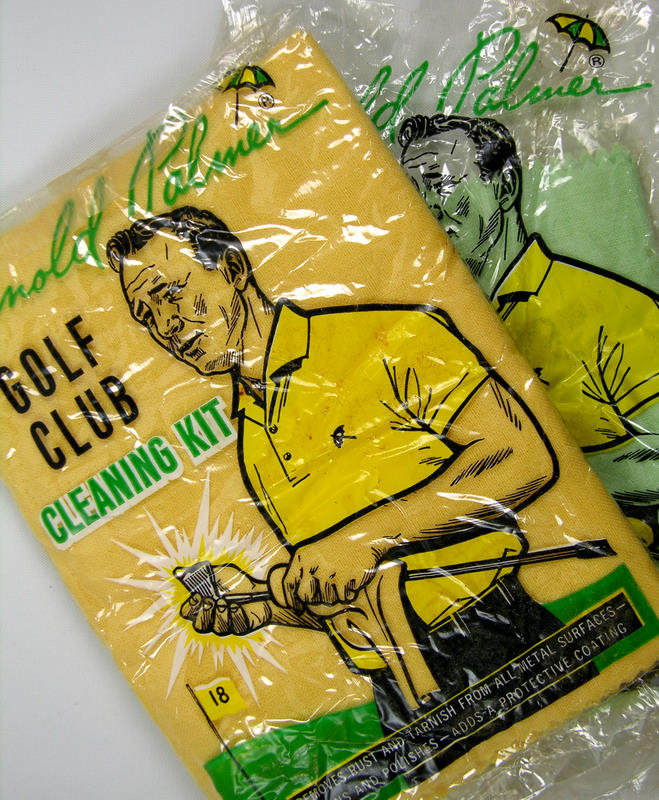 nold Palmer ®
ld Palmer ®
GOLF
CLUB
CLEANING KIT
18
REMOVES RUST AND TARNISH FROM ALL METAL SURFACES—
AND POLISHES—ADDS A PROTECTIVE COATING